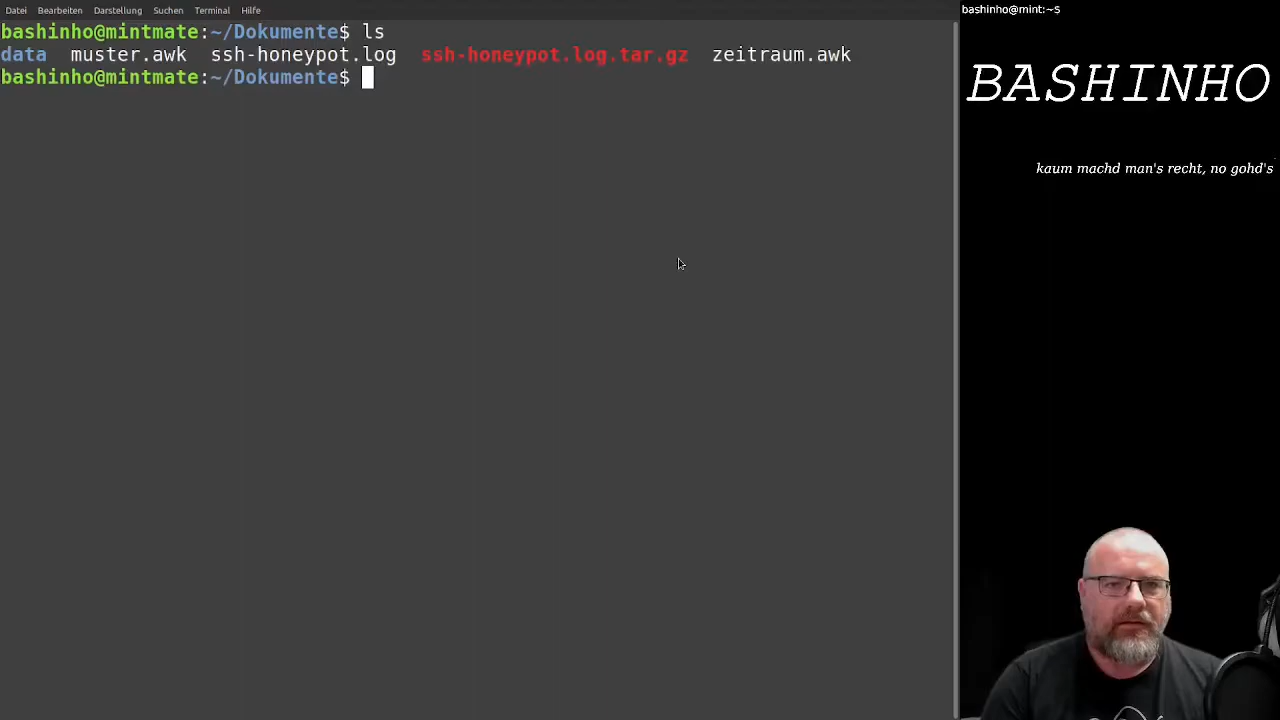 Datei Bearbeiten Darstellung Suchen Terminal Hilfe
bashinho@mintmate:~/Dokumente$ ls
data muster.awk ssh-honeypot.log ssh-honeypot.log.tar.gz zeitraum.awk
bashinho@mintmate:~/Dokumente$
bashinho@mint:~s
BASHINHO
kaum machd man's recht, no gohd's